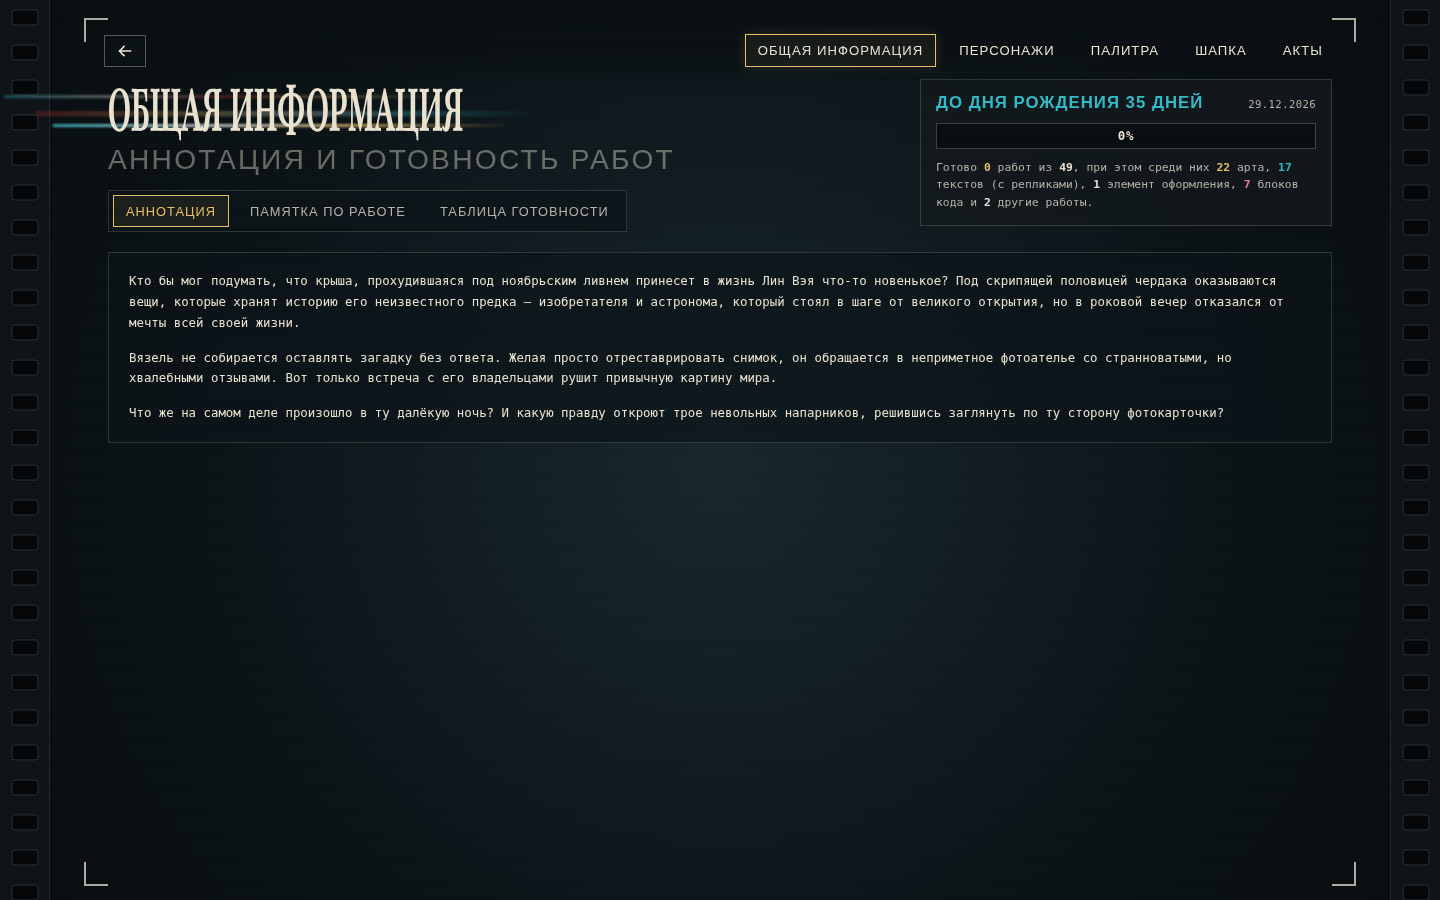 ОБЩАЯ ИНФОРМАЦИЯ ПЕРСОНАЖИ ПАЛИТРА ШАПКА АКТЫ
ОБЩАЯ ИНФОРМАЦИЯ
АННОТАЦИЯ И ГОТОВНОСТЬ РАБОТ
ДО ДНЯ РОЖДЕНИЯ 35 ДНЕЙ 29.12.2026
0%
Готово 0 работ из 49, при этом среди них 22 арта, 17
текстов (с репликами), 1 элемент оформления, 7 блоков
кода и 2 другие работы.
АННОТАЦИЯ ПАМЯТКА ПО РАБОТЕ ТАБЛИЦА ГОТОВНОСТИ
Кто бы мог подумать, что крыша, прохудившаяся под ноябрьским ливнем принесет в жизнь Лин Вэя что-то новенькое? Под скрипящей половицей чердака оказываются
вещи, которые хранят историю его неизвестного предка — изобретателя и астронома, который стоял в шаге от великого открытия, но в роковой вечер отказался от
мечты всей своей жизни.
Вязель не собирается оставлять загадку без ответа. Желая просто отреставрировать снимок, он обращается в неприметное фотоателье со странноватыми, но
хвалебными отзывами. Вот только встреча с его владельцами рушит привычную картину мира.
Что же на самом деле произошло в ту далёкую ночь? И какую правду откроют трое невольных напарников, решившись заглянуть по ту сторону фотокарточки?